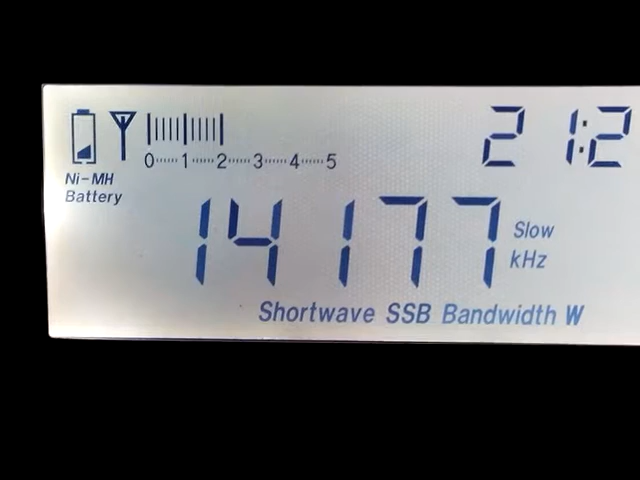 21:2
0 1 2 3 4 5
Ni-MH
Battery
14177
Slow
kHz
Shortwave SSB Bandwidth W